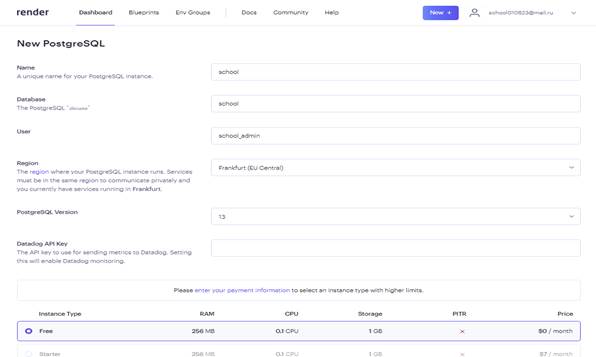 render Dashboard Blueprints Env Groups Docs Community Help New + school010623@mail.ru
New PostgreSQL
Name
A unique name for your PostgreSQL instance.
school
Database
The PostgreSQL `dbname`
school
User
school_admin
Region
The region where your PostgreSQL instance runs. Services
must be in the same region to communicate privately and
you currently have services running in Frankfurt.
Frankfurt (EU Central)
PostgreSQL Version
13
Datadog API Key
The API key to use for sending metrics to Datadog. Setting
this will enable Datadog monitoring.
Please enter your payment information to select an instance type with higher limits.
Instance Type RAM CPU Storage PITR Price
Free 256 MB 0.1 CPU 1 GB × $0 / month
Starter 256 MB 0.1 CPU 1 GB × $7 / month